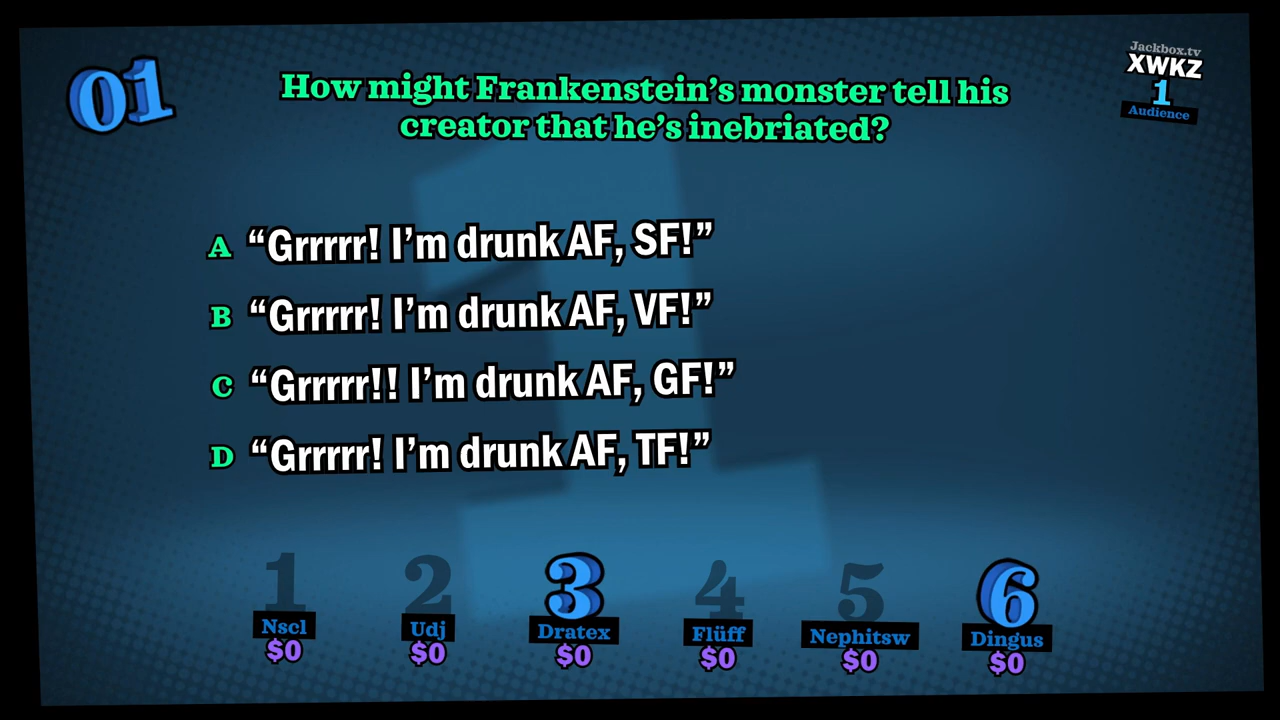 01
Jackbox.tv
XWKZ
1
Audience
How might Frankenstein's monster tell his
creator that he's inebriated?
A “Grrrrr! I'm drunk AF, SF!”
B “Grrrrr! I'm drunk AF, VF!”
C “Grrrrr!! I'm drunk AF, GF!”
D “Grrrrr! I'm drunk AF, TF!”
1 2 3 4 5 6
Nscl Udj Dratex Flüff Nephitsw Dingus
$0 $0 $0 $0 $0 $0